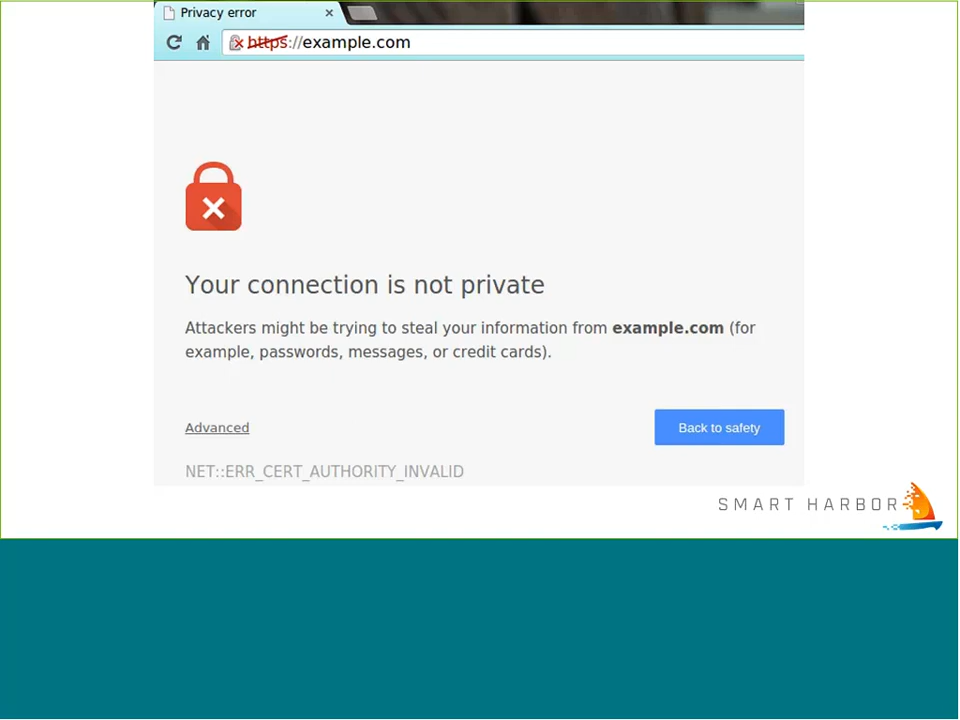 Privacy error
https://example.com
Your connection is not private
Attackers might be trying to steal your information from example.com (for
example, passwords, messages, or credit cards).
Advanced
Back to safety
NET::ERR_CERT_AUTHORITY_INVALID
SMART HARBOR